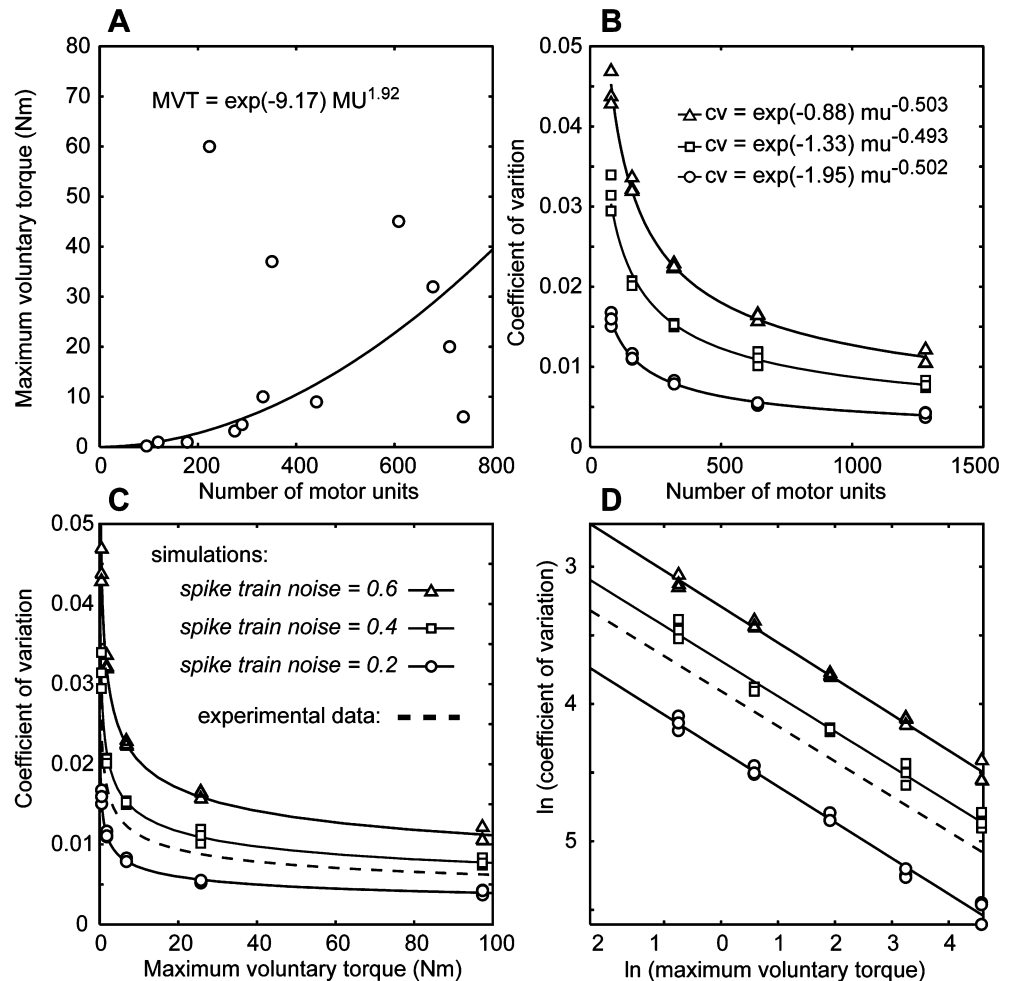 A
80
70
60
50
40
30
20
10
0
Maximum voluntary torque (Nm)
MVT = exp(-9.17) MU^1.92
0 200 400 600 800
Number of motor units
B
0.05
0.04
0.03
0.02
0.01
0
Coefficient of varition
cv = exp(-0.88) mu^-0.503
cv = exp(-1.33) mu^-0.493
cv = exp(-1.95) mu^-0.502
0 500 1000 1500
Number of motor units
C
0.05
0.04
0.03
0.02
0.01
0
Coefficient of variation
simulations:
spike train noise = 0.6
spike train noise = 0.4
spike train noise = 0.2
experimental data:
0 20 40 60 80 100
Maximum voluntary torque (Nm)
D
3
4
5
ln (coefficient of variation)
2 1 0 1 2 3 4
ln (maximum voluntary torque)